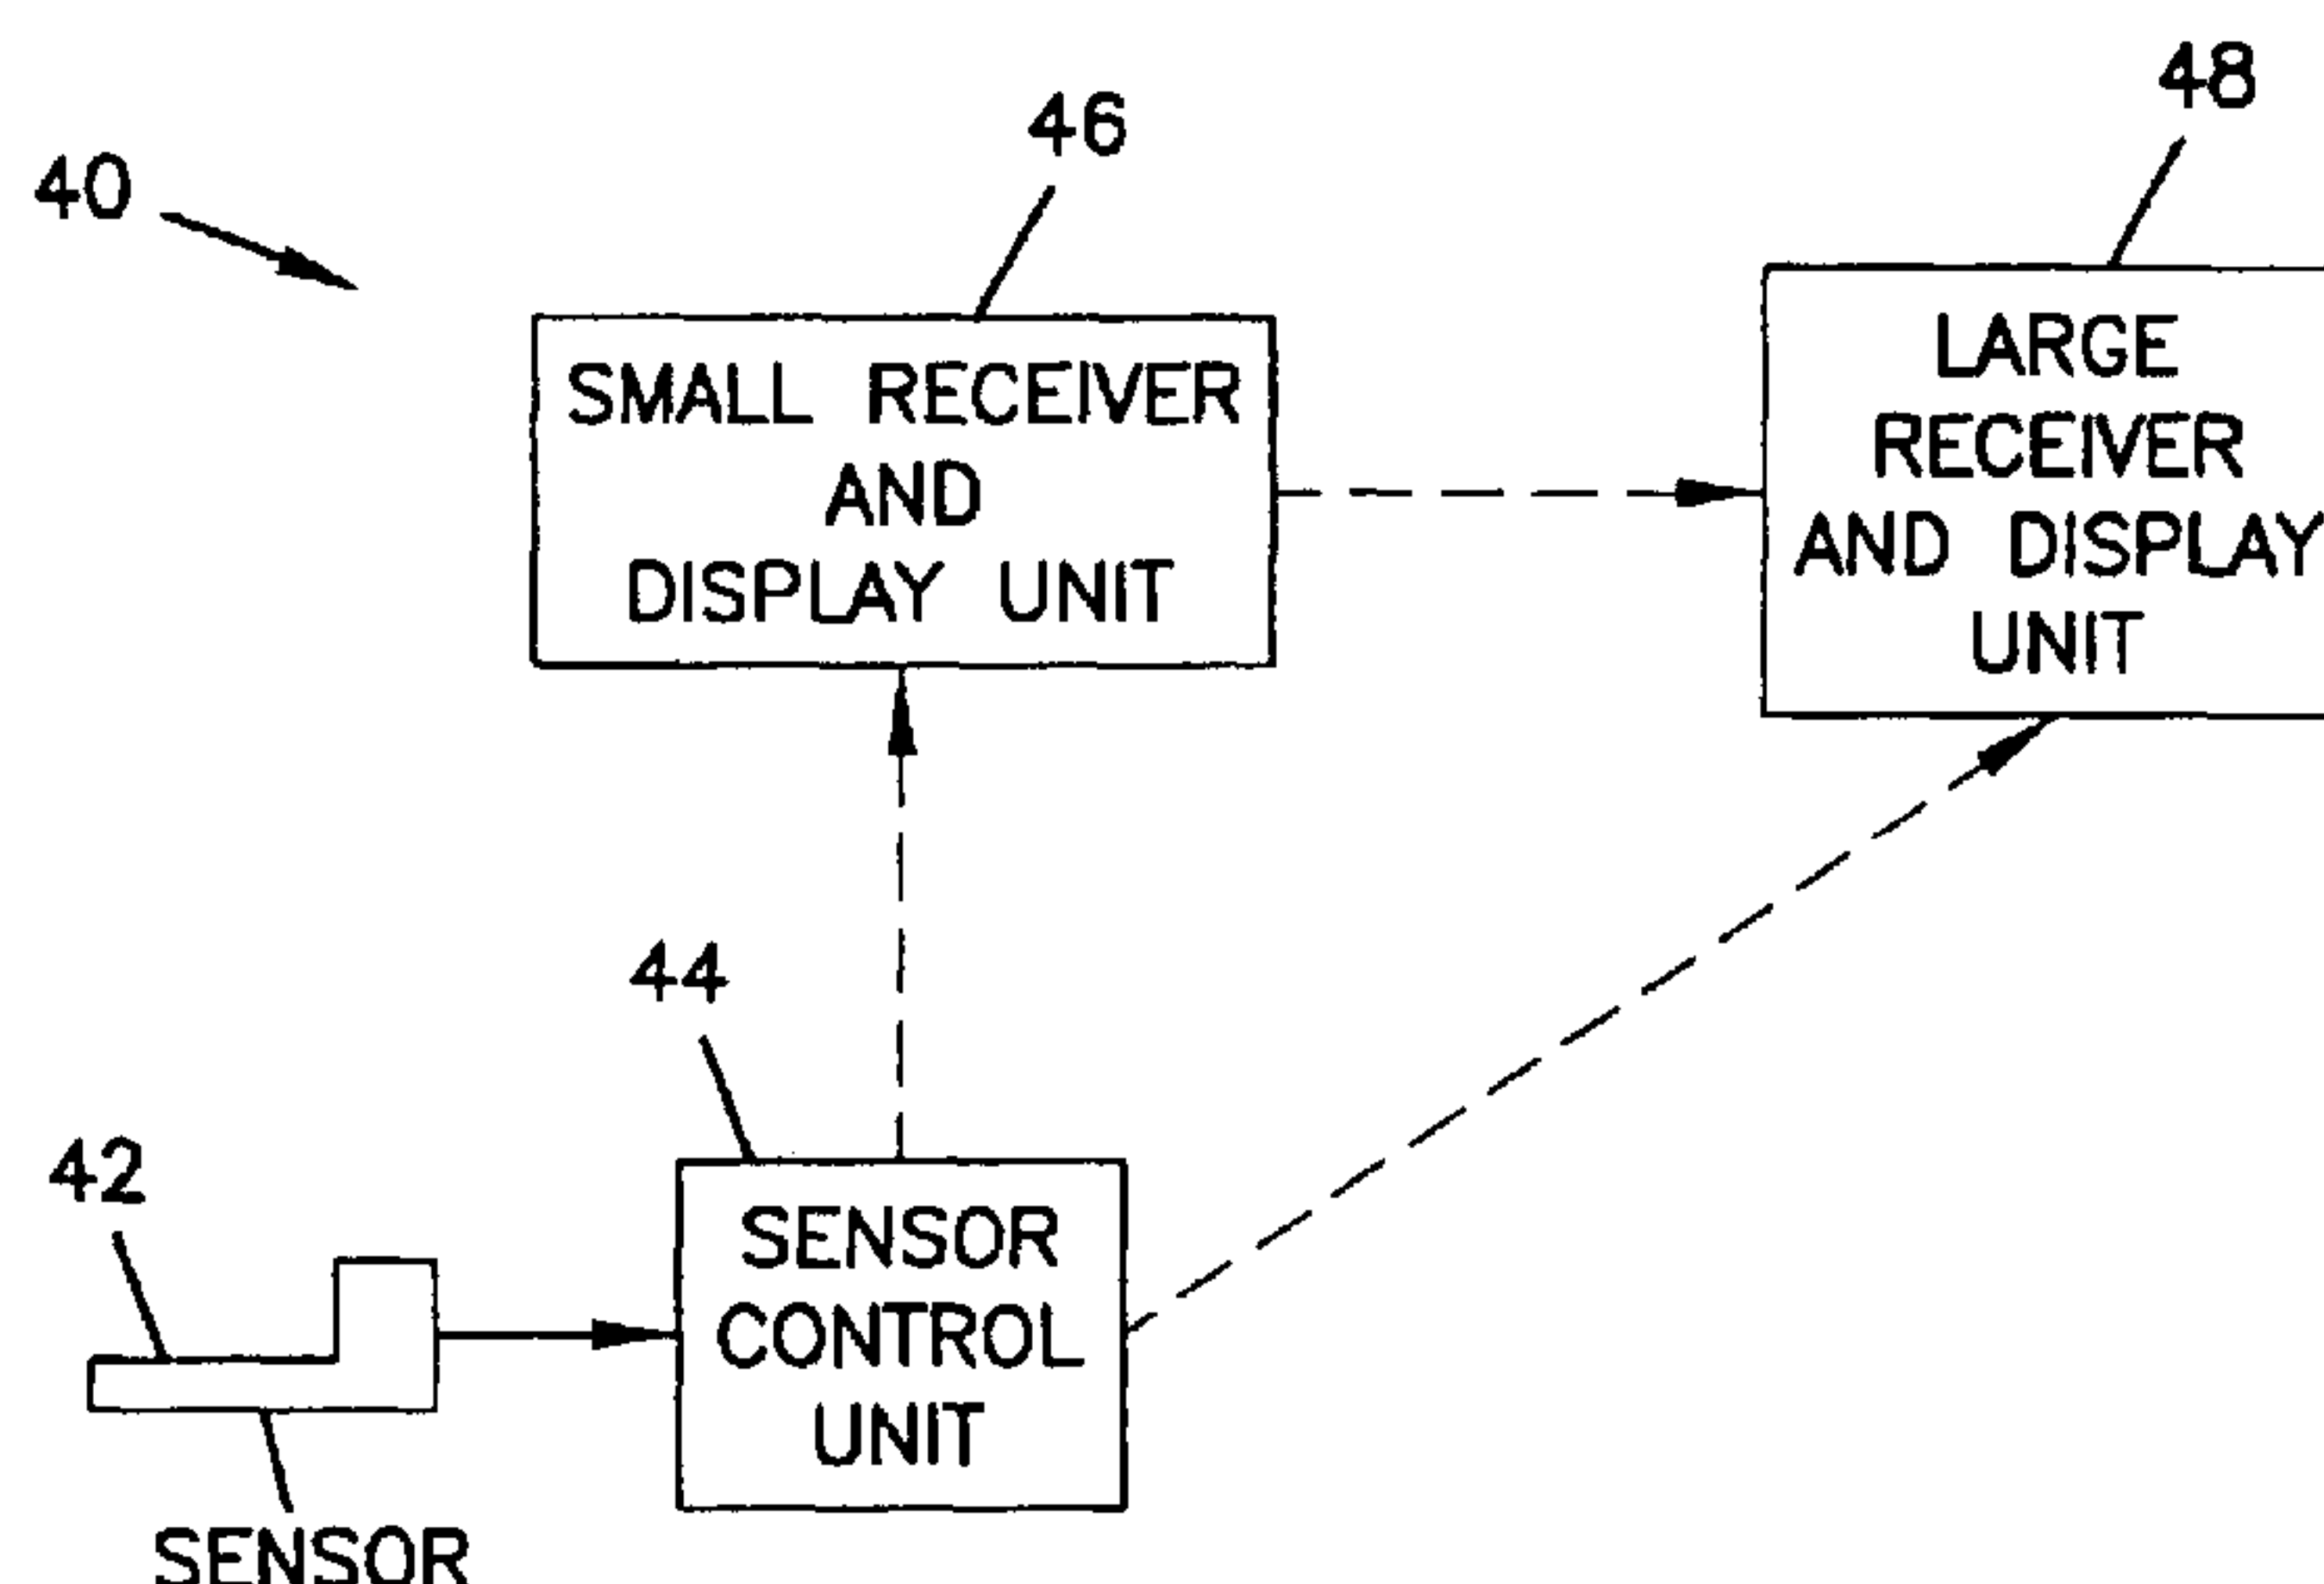 48
46
40
SMALL RECEIVER
AND
DISPLAY UNIT
LARGE
RECEIVER
AND DISPLAY
UNIT
44
42
SENSOR
CONTROL
UNIT
SENSOR